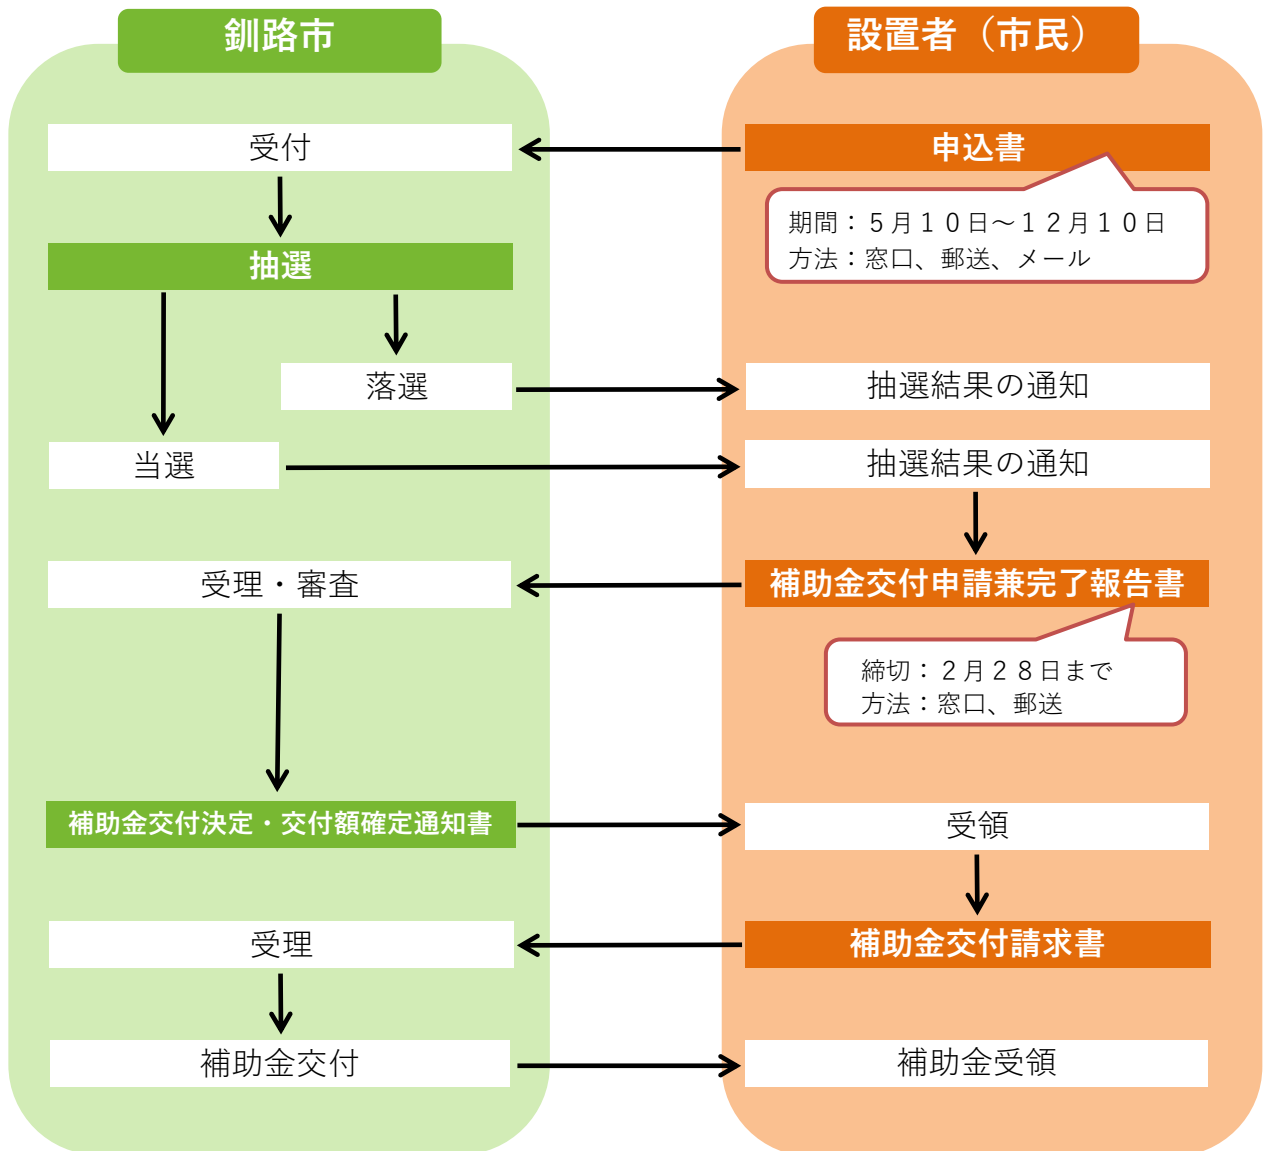 釧路市
設置者（市民）
受付
申込書
期間：５月１０日～１２月１０日
方法：窓口、郵送、メール
抽選
落選
抽選結果の通知
当選
抽選結果の通知
受理・審査
補助金交付申請兼完了報告書
締切：２月２８日まで
方法：窓口、郵送
補助金交付決定・交付額確定通知書
受領
受理
補助金交付請求書
補助金交付
補助金受領